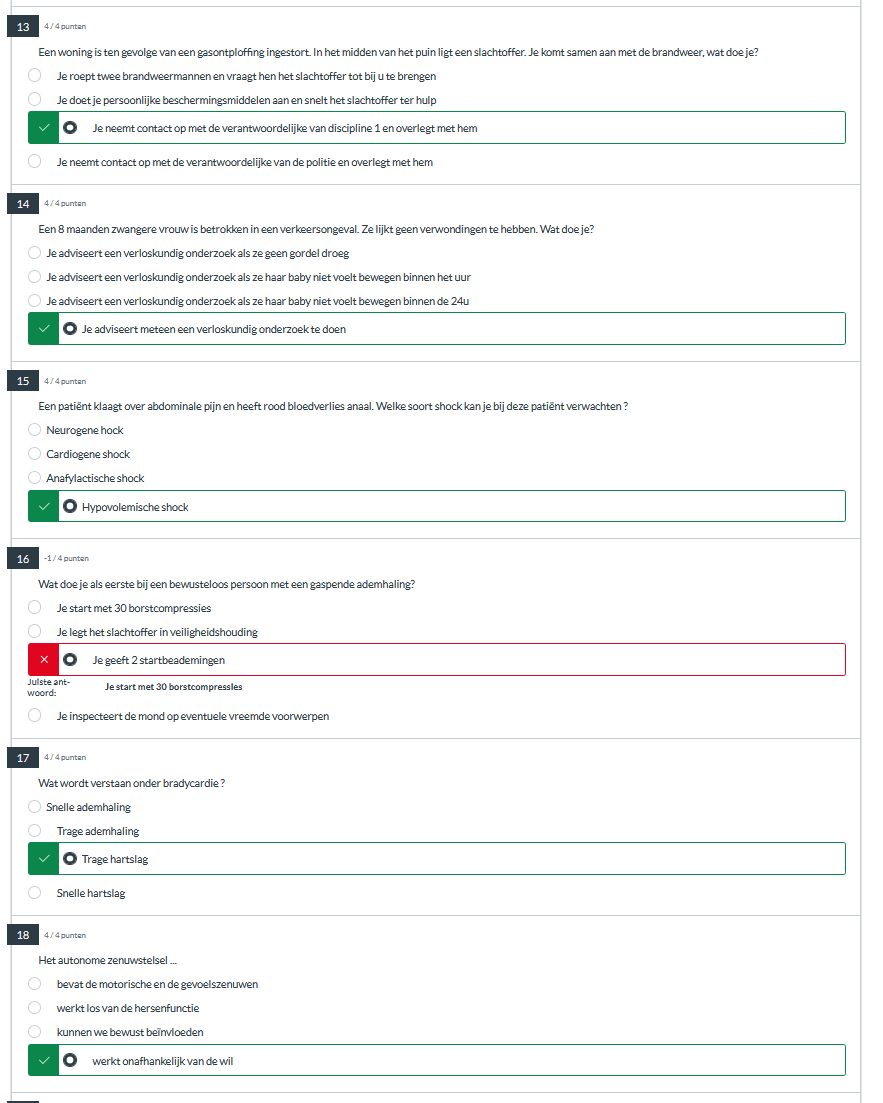 13 4 / 4 punten
Een woning is ten gevolge van een gasontploffing ingestort. In het midden van het puin ligt een slachtoffer. Je komt samen aan met de brandweer, wat doe je?
Je roept twee brandweermannen en vraagt hen het slachtoffer tot bij u te brengen
Je doet je persoonlijke beschermingsmiddelen aan en snelt het slachtoffer ter hulp
Je neemt contact op met de verantwoordelijke van discipline 1 en overlegt met hem
Je neemt contact op met de verantwoordelijke van de politie en overlegt met hem
14 4 / 4 punten
Een 8 maanden zwangere vrouw is betrokken in een verkeersongeval. Ze lijkt geen verwondingen te hebben. Wat doe je?
Je adviseert een verloskundig onderzoek als ze geen gordel droeg
Je adviseert een verloskundig onderzoek als ze haar baby niet voelt bewegen binnen het uur
Je adviseert een verloskundig onderzoek als ze haar baby niet voelt bewegen binnen de 24u
Je adviseert meteen een verloskundig onderzoek te doen
15 4 / 4 punten
Een patiënt klaagt over abdominale pijn en heeft rood bloedverlies anaal. Welke soort shock kan je bij deze patiënt verwachten ?
Neurogene hock
Cardiogene shock
Anafylactische shock
Hypovolemische shock
16 -1 / 4 punten
Wat doe je als eerste bij een bewusteloos persoon met een gaspende ademhaling?
Je start met 30 borstcompressies
Je legt het slachtoffer in veiligheidshouding
Je geeft 2 startbeademingen
Juiste ant-
woord: Je start met 30 borstcompressies
Je inspecteert de mond op eventuele vreemde voorwerpen
17 4 / 4 punten
Wat wordt verstaan onder bradycardie ?
Snelle ademhaling
Trage ademhaling
Trage hartslag
Snelle hartslag
18 4 / 4 punten
Het autonome zenuwstelsel ...
bevat de motorische en de gevoelszenuwen
werkt los van de hersenfunctie
kunnen we bewust beïnvloeden
werkt onafhankelijk van de wil